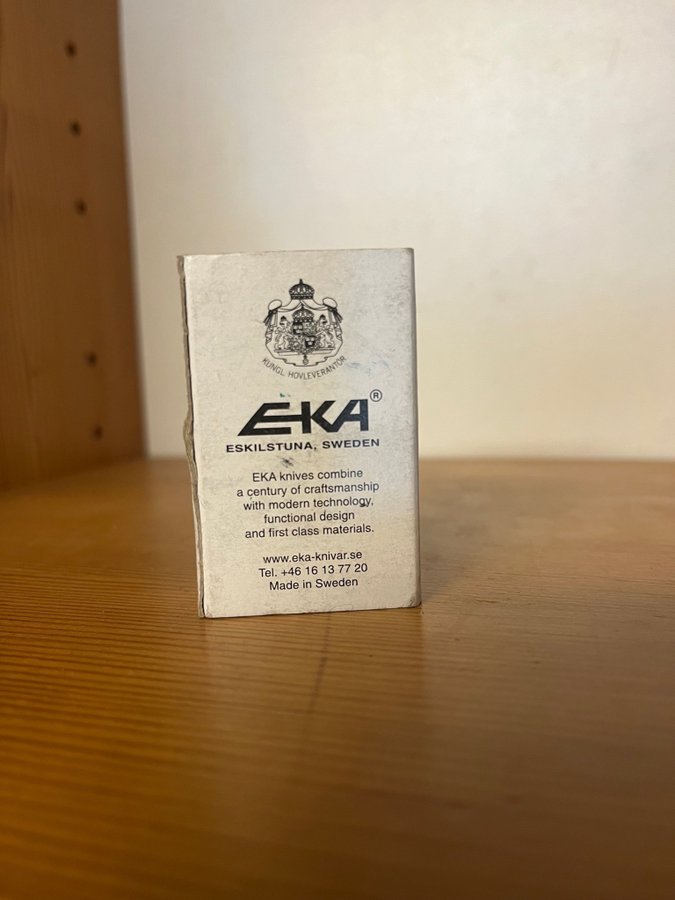 KUNGL. HOVLEVERANTÖR
EKA®
ESKILSTUNA, SWEDEN
EKA knives combine
a century of craftsmanship
with modern technology,
functional design
and first class materials.
www.eka-knivar.se
Tel. +46 16 13 77 20
Made in Sweden